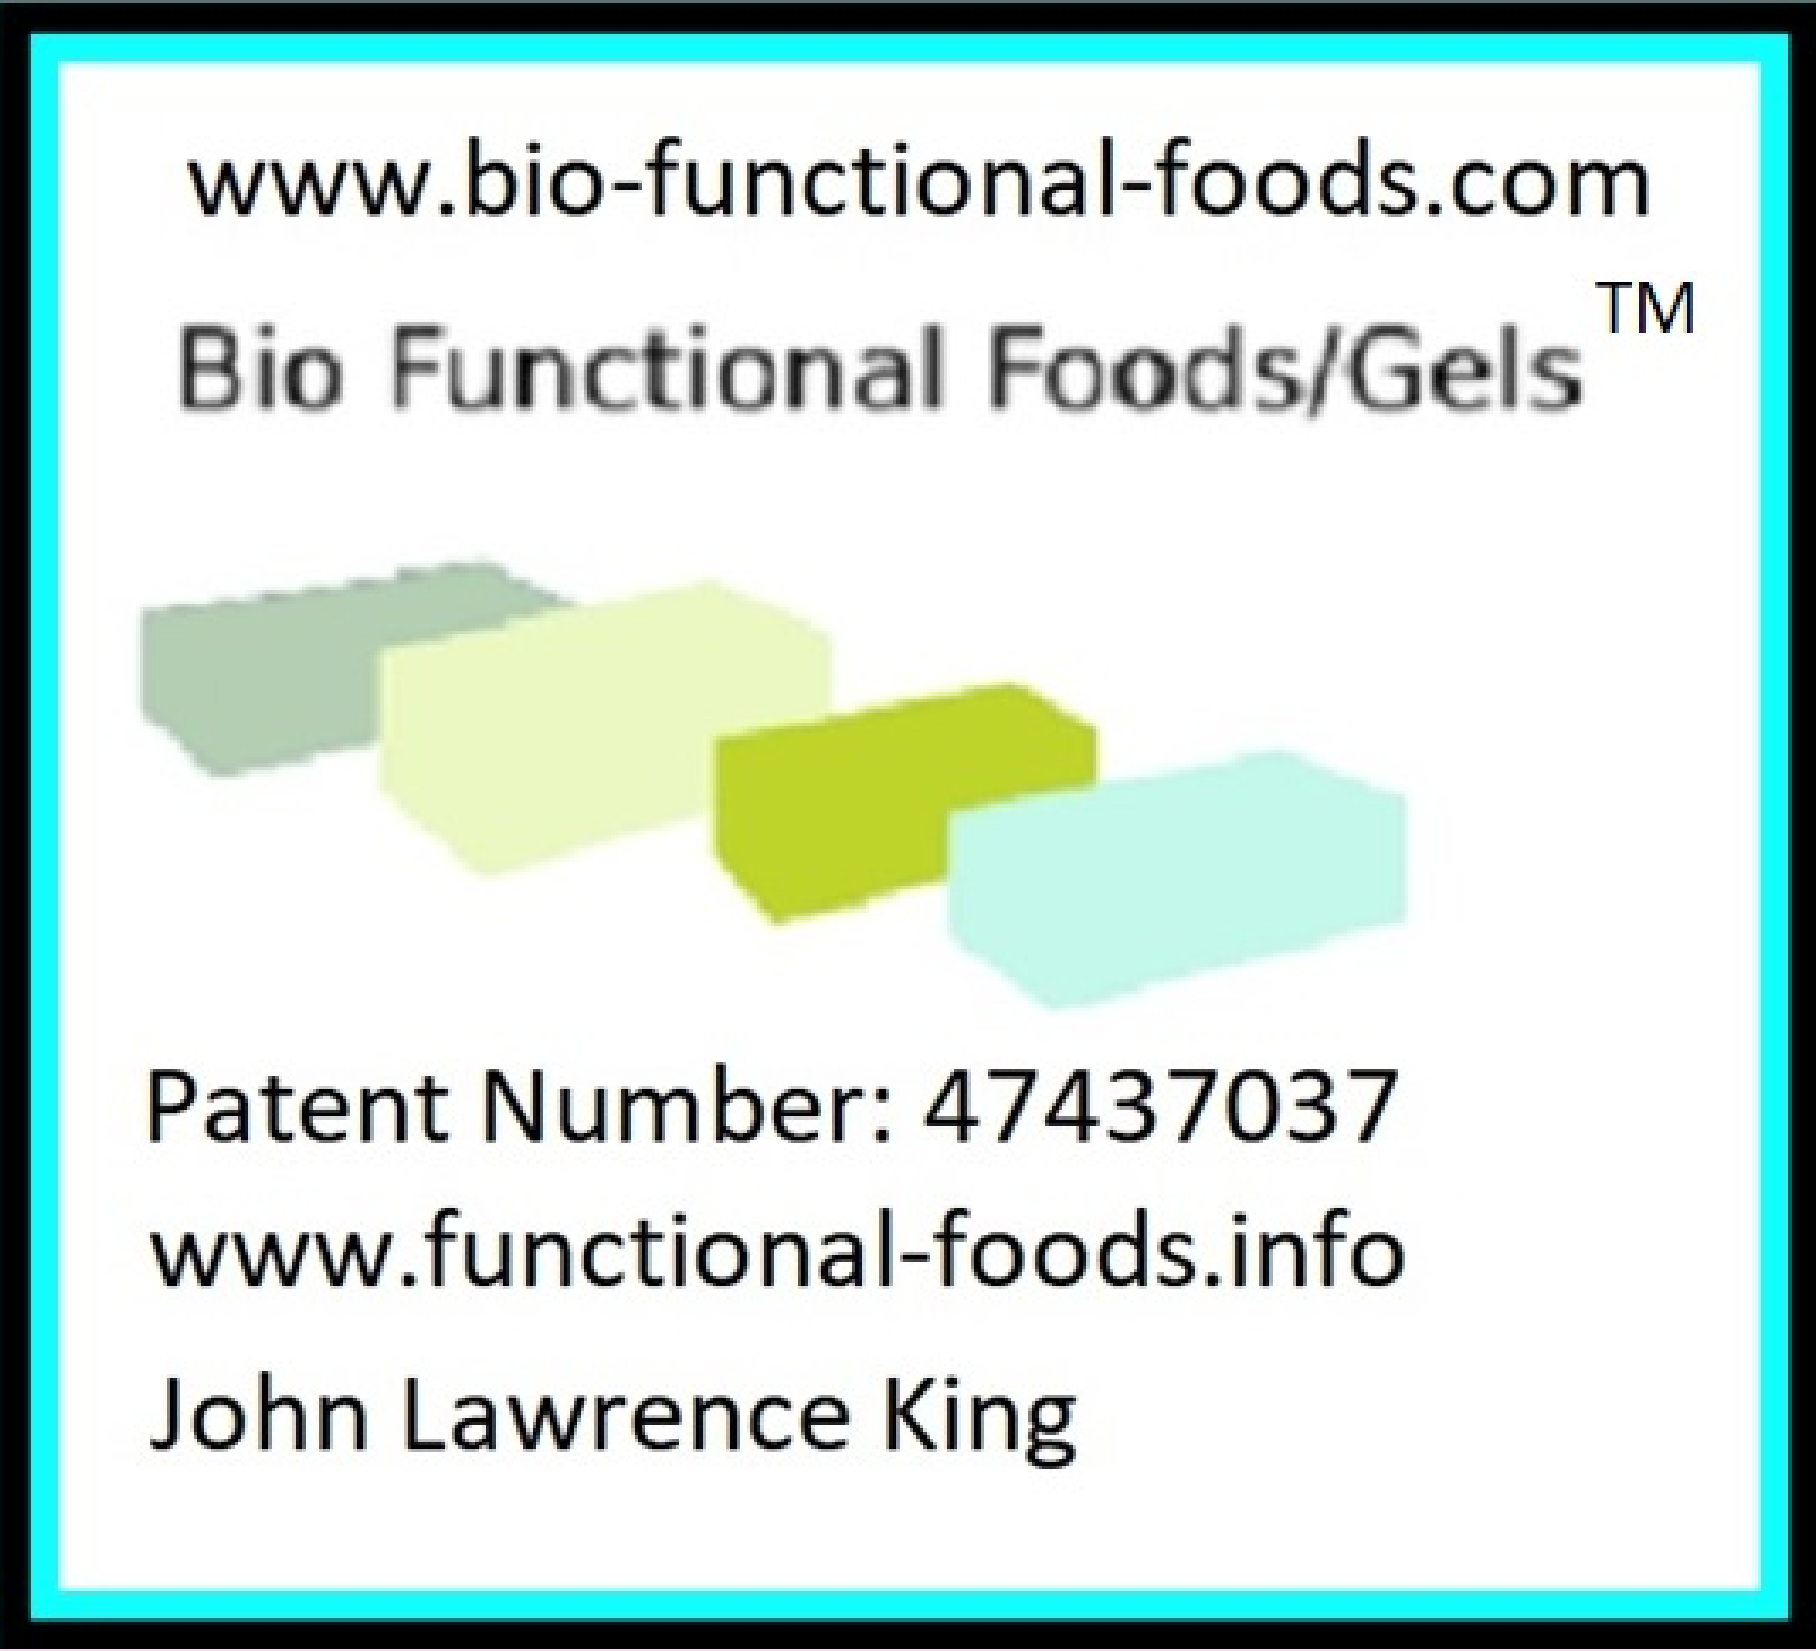 www.bio-functional-foods.com
Bio Functional Foods/Gels™
Patent Number: 47437037
www.functional-foods.info
John Lawrence King